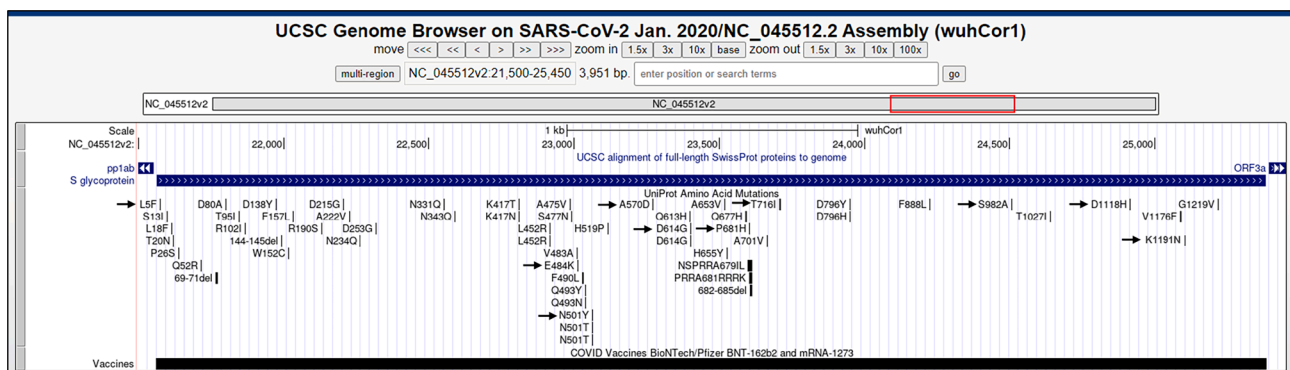 UCSC Genome Browser on SARS-CoV-2 Jan. 2020/NC_045512.2 Assembly (wuhCor1)
move <<< << < > >> >>> zoom in 1.5x 3x 10x base zoom out 1.5x 3x 10x 100x
multi-region NC_045512v2:21,500-25,450 3,951 bp. enter position or search terms go
NC_045512v2 NC_045512v2
Scale 1 kb wuhCor1
NC_045512v2: 22,000 22,500 23,000 23,500 24,000 24,500 25,000
UCSC alignment of full-length SwissProt proteins to genome
pp1ab ORF3a
S glycoprotein
UniProt Amino Acid Mutations
L5F D80A D138Y D215G N331Q K417T A475V A570D A653V T716I D796Y F888L S982A D1118H G1219V
S13I T95I F157L A222V N343Q K417N S477N Q613H Q677H D796H T1027I V1176F
L18F R102I R190S D253G L452R H519P D614G P681H
T20N 144-145del N234Q L452R D614G A701V K1191N
P26S W152C V483A H655Y
Q52R E484K NSPRRA679IL
69-71del F490L PRRA681RRRK
Q493Y 682-685del
Q493N
N501Y
N501T
N501T
COVID Vaccines BioNTech/Pfizer BNT-162b2 and mRNA-1273
Vaccines